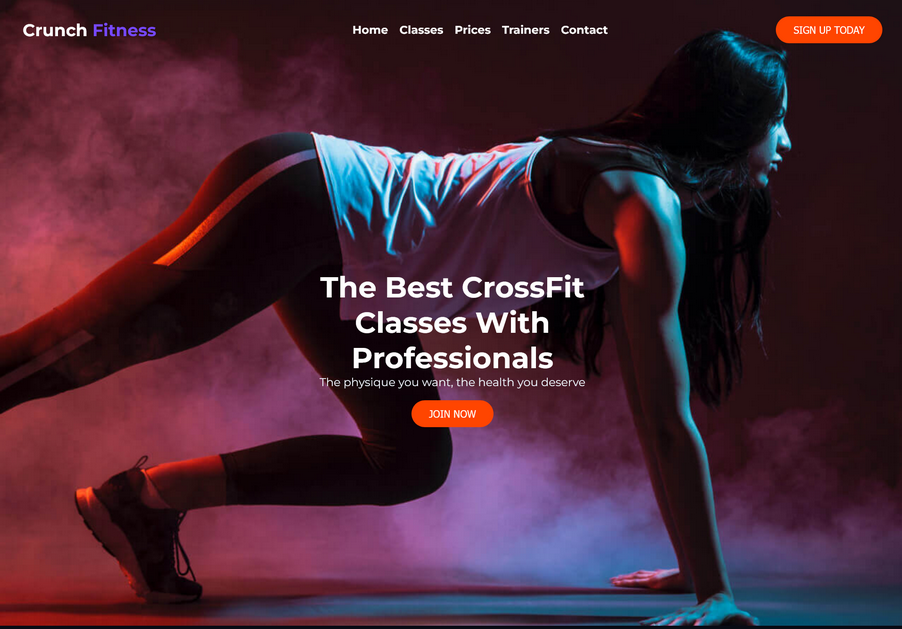 Crunch Fitness
Home Classes Prices Trainers Contact
SIGN UP TODAY
The Best CrossFit
Classes With
Professionals
The physique you want, the health you deserve
JOIN NOW